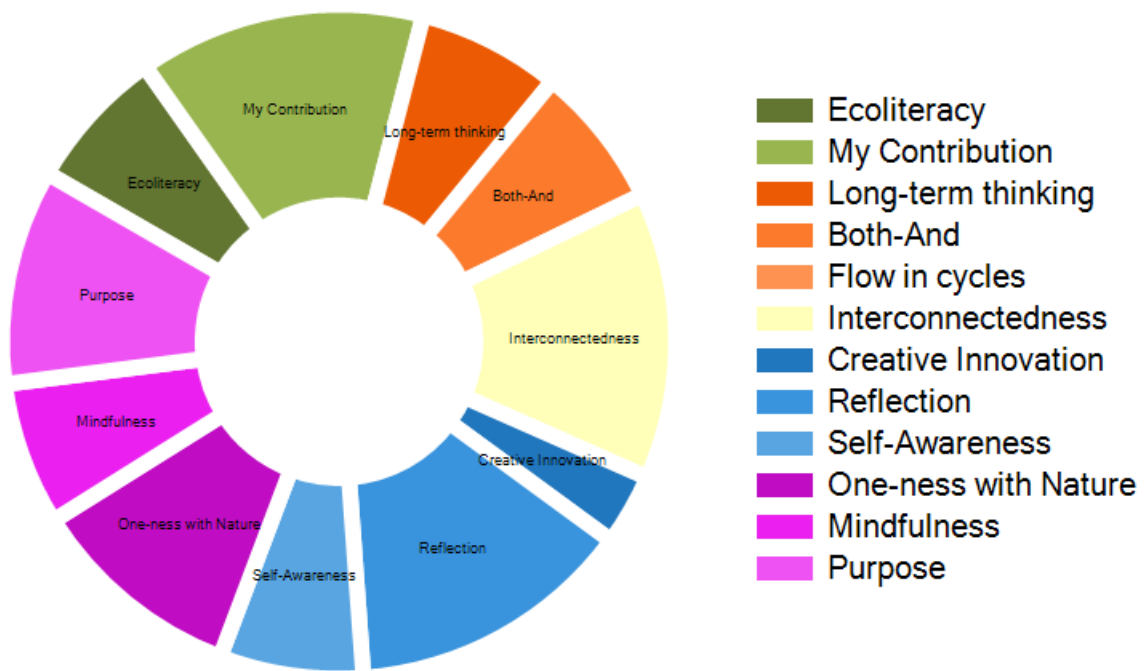 My Contribution
Long-term thinking
Ecoliteracy
Both-And
Purpose
Interconnectedness
Mindfulness
Creative Innovation
One-ness with Nature
Reflection
Self-Awareness
Ecoliteracy
My Contribution
Long-term thinking
Both-And
Flow in cycles
Interconnectedness
Creative Innovation
Reflection
Self-Awareness
One-ness with Nature
Mindfulness
Purpose